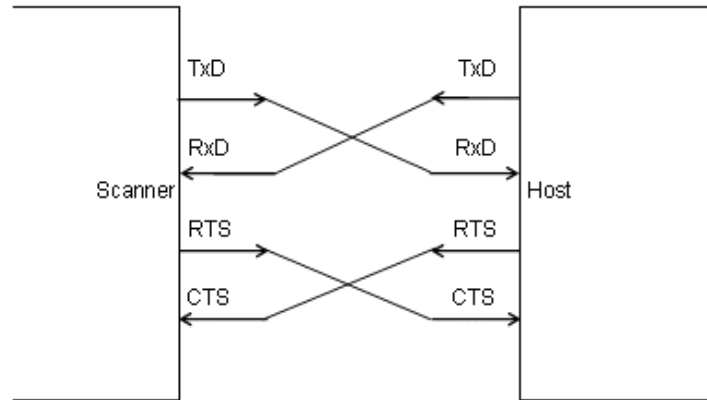 TxD TxD
RxD RxD
Scanner Host
RTS RTS
CTS CTS